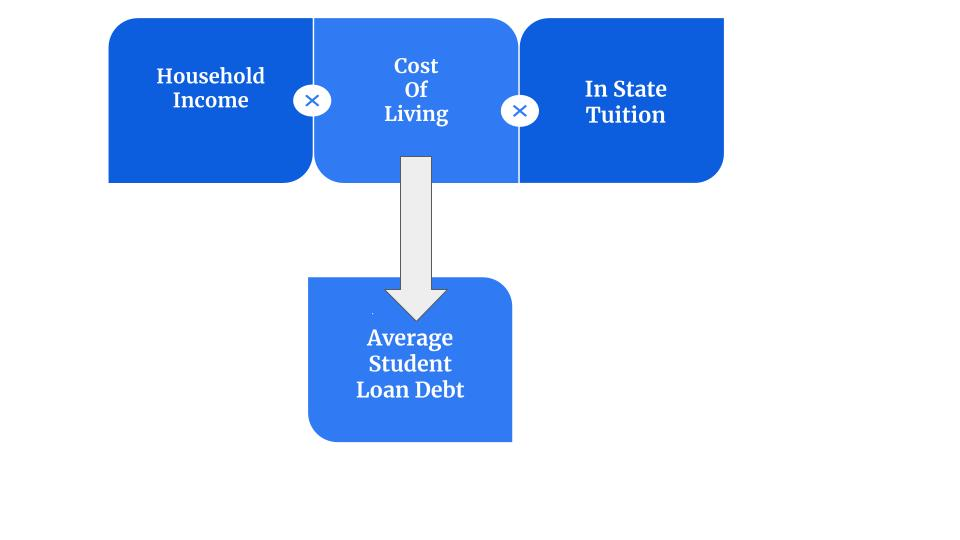 Household
Income
Cost
Of
Living
In State
Tuition
Average
Student
Loan Debt